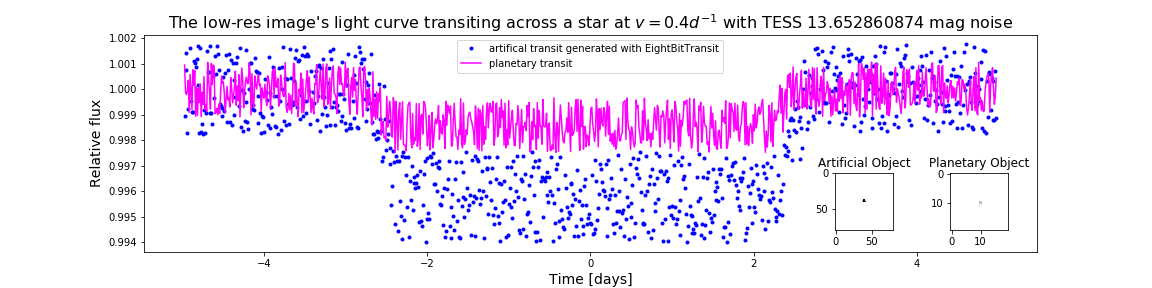 The low-res image's light curve transiting across a star at v = 0.4d⁻¹ with TESS 13.652860874 mag noise
artifical transit generated with EightBitTransit
planetary transit
Relative flux
1.002
1.001
1.000
0.999
0.998
0.997
0.996
0.995
0.994
Artificial Object
0
50
0 50
Planetary Object
0
10
0 10
−4 −2 0 2 4
Time [days]